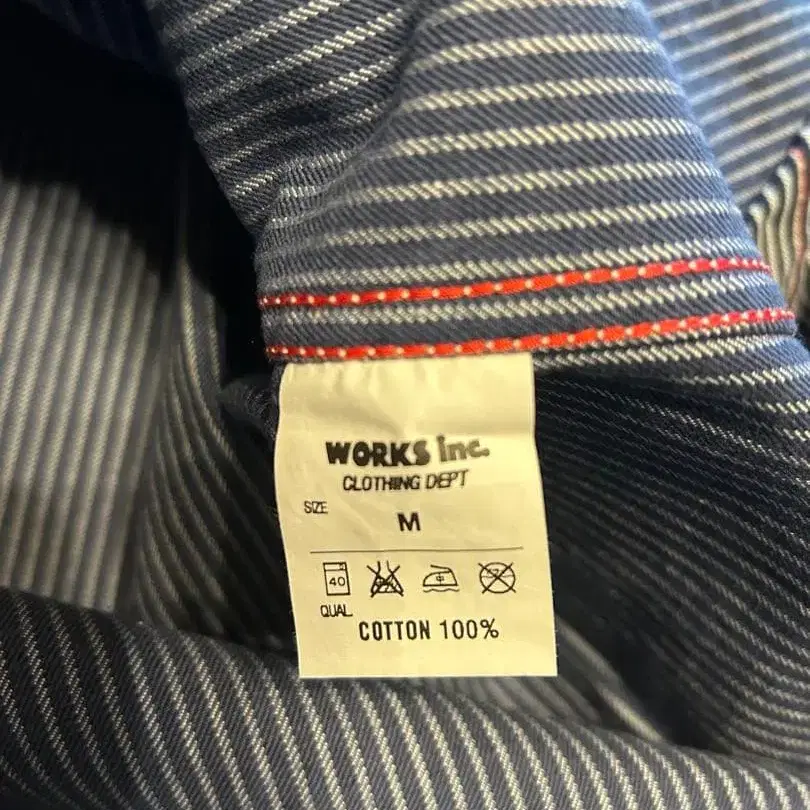 WORKS inc.
CLOTHING DEPT
SIZE
M
40
QUAL
COTTON 100%